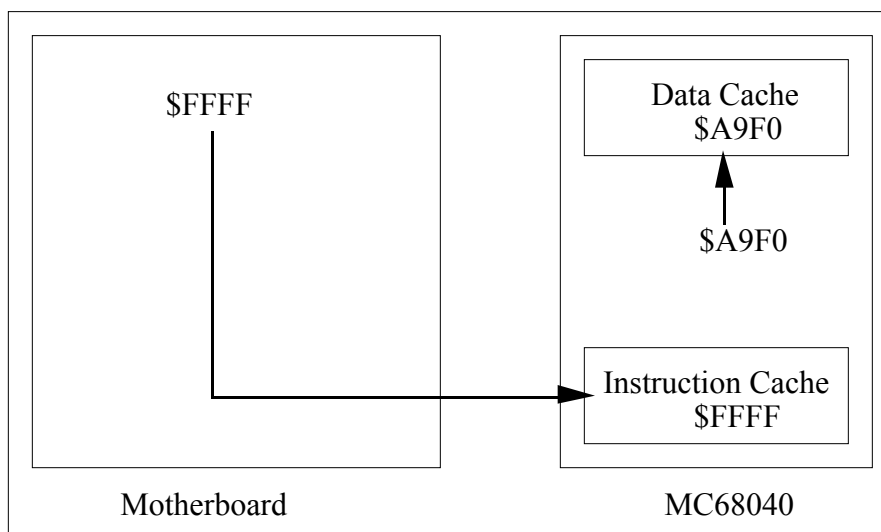 $FFFF
Data Cache
$A9F0
$A9F0
Instruction Cache
$FFFF
Motherboard
MC68040